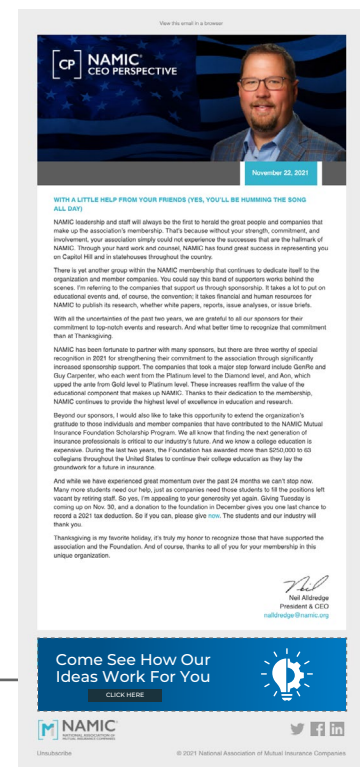 View this email in a browser
CP
NAMIC
CEO PERSPECTIVE
November 22, 2021
WITH A LITTLE HELP FROM YOUR FRIENDS (YES, YOU'LL BE HUMMING THE SONG
ALL DAY)
NAMIC leadership and staff will always be the first to herald the great people and companies that
make up the association's membership. That's because without your strength, commitment, and
involvement, your association simply could not experience the successes that are the hallmark of
NAMIC. Through your hard work and counsel, NAMIC has found great success in representing you
on Capitol Hill and in statehouses throughout the country.
There is yet another group within the NAMIC membership that continues to dedicate itself to the
organization and member companies. You could say this band of supporters works behind the
scenes. I'm referring to the companies that support us through sponsorship. It takes a lot to put on
educational events and, of course, the convention; it takes financial and human resources for
NAMIC to publish its research, whether white papers, reports, issue analyses, or issue briefs.
With all the uncertainties of the past two years, we are grateful to all our sponsors for their
commitment to top-notch events and research. And what better time to recognize that commitment
than at Thanksgiving.
NAMIC has been fortunate to partner with many sponsors, but there are three worthy of special
recognition in 2021 for strengthening their commitment to the association through significantly
increased sponsorship support. The companies that took a major step forward include GenRe and
Guy Carpenter, who each went from the Platinum level to the Diamond level, and Aon, which
upped the ante from Gold level to Platinum level. These increases reaffirm the value of the
educational component that makes up NAMIC. Thanks to their dedication to the membership,
NAMIC continues to provide the highest level of excellence in education and research.
Beyond our sponsors, I would also like to take this opportunity to extend the organization's
gratitude to those individuals and member companies that have contributed to the NAMIC Mutual
Insurance Foundation Scholarship Program. We all know that finding the next generation of
insurance professionals is critical to our industry's future. And we know a college education is
expensive. During the last two years, the Foundation has awarded more than $250,000 to 63
collegians throughout the United States to continue their college education as they lay the
groundwork for a future in insurance.
And while we have experienced great momentum over the past 24 months we can't stop now.
Many more students need our help, just as companies need those students to fill the positions left
vacant by retiring staff. So yes, I'm appealing to your generosity yet again. Giving Tuesday is
coming up on Nov. 30, and a donation to the foundation in December gives you one last chance to
record a 2021 tax deduction. So if you can, please give now. The students and our industry will
thank you.
Thanksgiving is my favorite holiday, it's truly my honor to recognize those that have supported the
association and the Foundation. And of course, thanks to all of you for your membership in this
unique organization.
Neil
Neil Alldredge
President & CEO
nalldredge@namic.org
Come See How Our
Ideas Work For You
CLICK HERE
NAMIC
NATIONAL ASSOCIATION OF
MUTUAL INSURANCE COMPANIES
Unsubscribe
© 2021 National Association of Mutual Insurance Companies